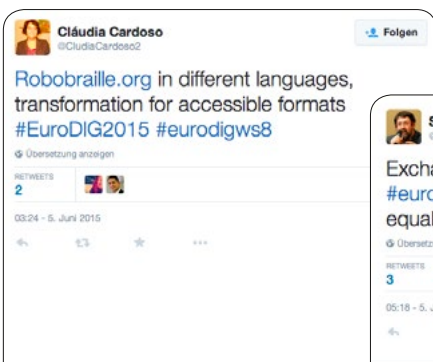 Cláudia Cardoso
@CludiaCardoso2
Folgen
Robobraille.org in different languages,
transformation for accessible formats
#EuroDIG2015 #eurodigws8
Übersetzung anzeigen
RETWEETS
2
03:24 - 5. Juni 2015
Excha
#euro
equal
Übersetz
RETWEETS
3
05:18 - 5. J